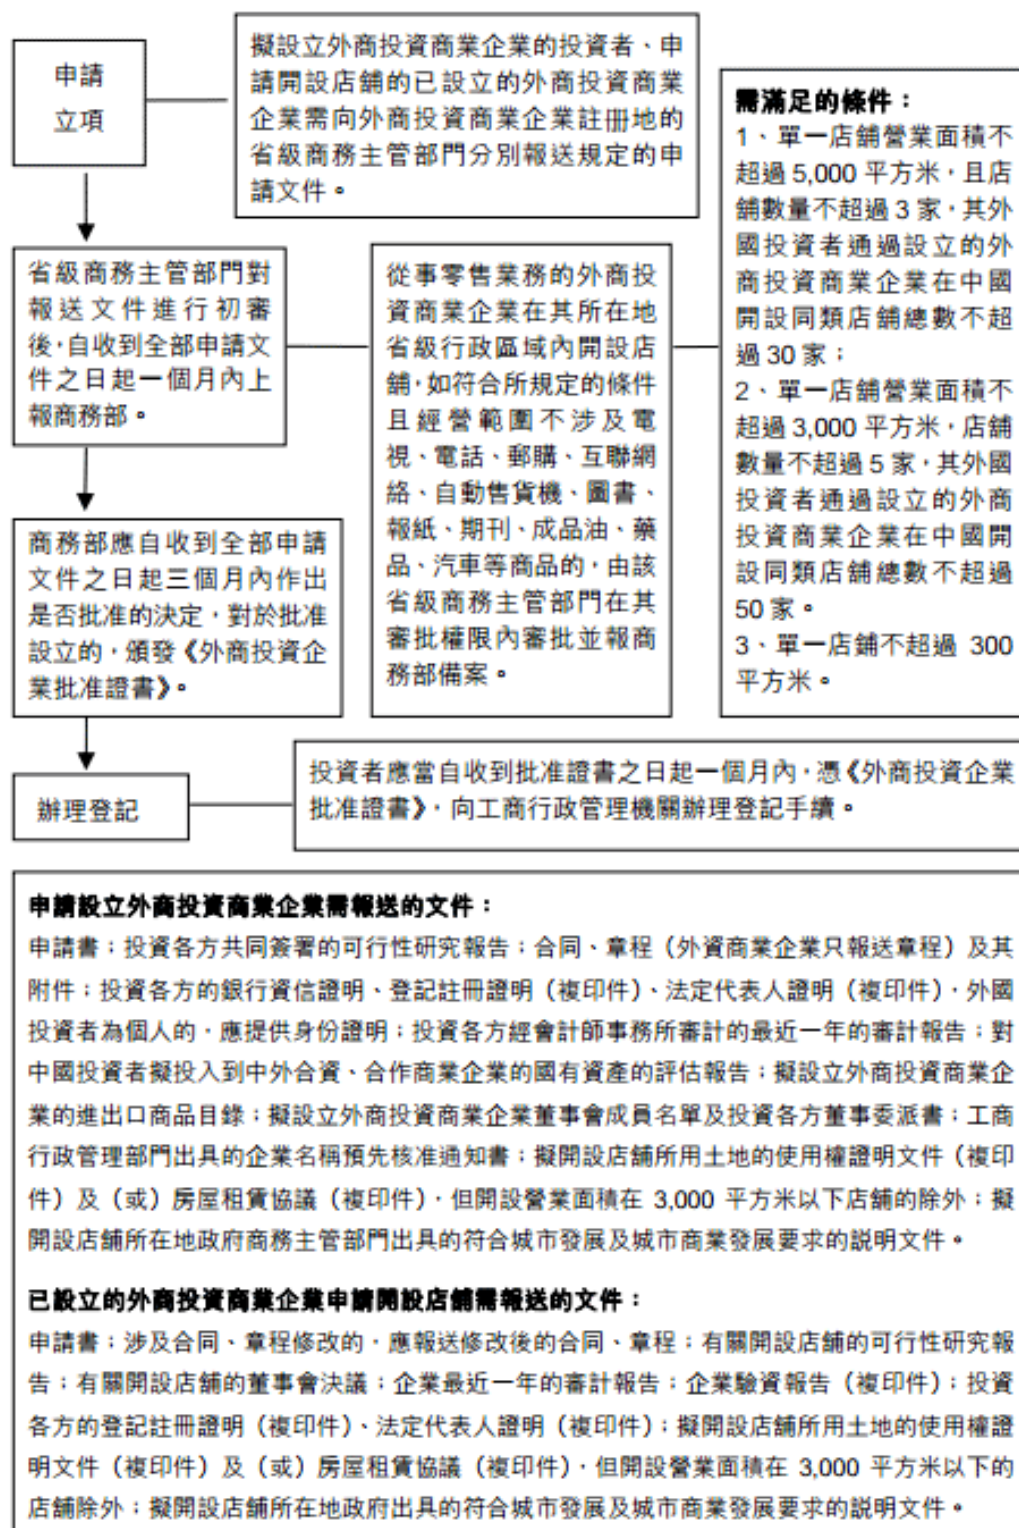 申請
立項
擬設立外商投資商業企業的投資者、申
請開設店舖的已設立的外商投資商業
企業需向外商投資商業企業註冊地的
省級商務主管部門分別報送規定的申
請文件。
需滿足的條件：
1、單一店舖營業面積不
超過 5,000 平方米，且店
舖數量不超過 3 家，其外
國投資者通過設立的外
商投資商業企業在中國
開設同類店舖總數不超
過 30 家；
2、單一店舖營業面積不
超過 3,000 平方米，店舖
數量不超過 5 家，其外國
投資者通過設立的外商
投資商業企業在中國開
設同類店舖總數不超過
50 家。
3、單一店鋪不超過 300
平方米。
省級商務主管部門對
報送文件進行初審
後，自收到全部申請文
件之日起一個月內上
報商務部。
從事零售業務的外商投
資商業企業在其所在地
省級行政區域內開設店
舖，如符合所規定的條件
且經營範圍不涉及電
視、電話、郵購、互聯網
絡、自動售貨機、圖書、
報紙、期刊、成品油、藥
品、汽車等商品的，由該
省級商務主管部門在其
審批權限內審批並報商
務部備案。
商務部應自收到全部申請
文件之日起三個月內作出
是否批准的決定，對於批准
設立的，頒發《外商投資企
業批准證書》。
辦理登記
投資者應當自收到批准證書之日起一個月內，憑《外商投資企業
批准證書》，向工商行政管理機關辦理登記手續。
申請設立外商投資商業企業需報送的文件：
申請書；投資各方共同簽署的可行性研究報告；合同、章程（外資商業企業只報送章程）及其
附件；投資各方的銀行資信證明、登記註冊證明（複印件）、法定代表人證明（複印件），外國
投資者為個人的，應提供身份證明；投資各方經會計師事務所審計的最近一年的審計報告；對
中國投資者擬投入到中外合資、合作商業企業的國有資產的評估報告；擬設立外商投資商業企
業的進出口商品目錄；擬設立外商投資商業企業董事會成員名單及投資各方董事委派書；工商
行政管理部門出具的企業名稱預先核准通知書；擬開設店舖所用土地的使用權證明文件（複印
件）及（或）房屋租賃協議（複印件），但開設營業面積在 3,000 平方米以下店舖的除外；擬
開設店舖所在地政府商務主管部門出具的符合城市發展及城市商業發展要求的説明文件。
已設立的外商投資商業企業申請開設店舖需報送的文件：
申請書；涉及合同、章程修改的，應報送修改後的合同、章程；有關開設店舖的可行性研究報
告；有關開設店舖的董事會決議；企業最近一年的審計報告；企業驗資報告（複印件）；投資
各方的登記註冊證明（複印件）、法定代表人證明（複印件）；擬開設店舖所用土地的使用權證
明文件（複印件）及（或）房屋租賃協議（複印件），但開設營業面積在 3,000 平方米以下的
店舖除外；擬開設店舖所在地政府出具的符合城市發展及城市商業發展要求的説明文件。